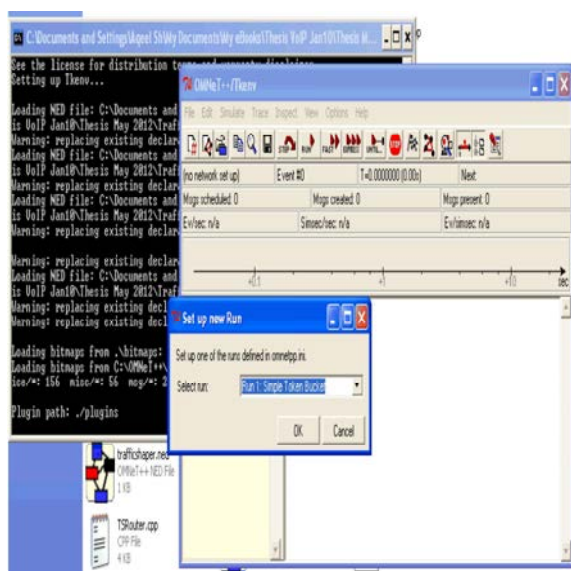 C:\Documents and Settings\Aqeel Sh\My Documents\My eBooks\Thesis VoIP Jan10\Thesis M...
See the license for distribution terms and warranty disclaimer
Setting up Tkenv...
Loading NED file: C:\Documents and
is VoIP Jan10\Thesis May 2012\Traf
Warning: replacing existing declar
Loading NED file: C:\Documents and
is VoIP Jan10\Thesis May 2012\Traf
Warning: replacing existing declar
Loading NED file: C:\Documents and
is VoIP Jan10\Thesis May 2012\Traf
Warning: replacing existing declar
Warning: replacing existing declar
Loading NED file: C:\Documents and
is VoIP Jan10\Thesis May 2012\Traf
Warning: replacing existing decl
Warning: replacing existing decl
Loading bitmaps from .\bitmaps:
Loading bitmaps from C:\OMNeT++\
ice/*: 156 misc/*: 56 msg/*: 2
Plugin path: ./plugins
OMNeT++/Tkenv
File Edit Simulate Trace Inspect View Options Help
STEP RUN FAST EXPRESS UNTIL... STOP
(no network set up) Event #0 T=0.0000000 (0.00s) Next:
Msgs scheduled: 0 Msgs created: 0 Msgs present: 0
Ev/sec: n/a Simsec/sec: n/a Ev/simsec: n/a
+0.1 +1 +10 sec
Set up new Run
Set up one of the runs defined in omnetpp.ini.
Select run: Run 1: Simple Token Bucket
OK Cancel
trafficshaper.ned
OMNeT++ NED File
1 KB
TSRouter.cpp
CPP File
4 KB